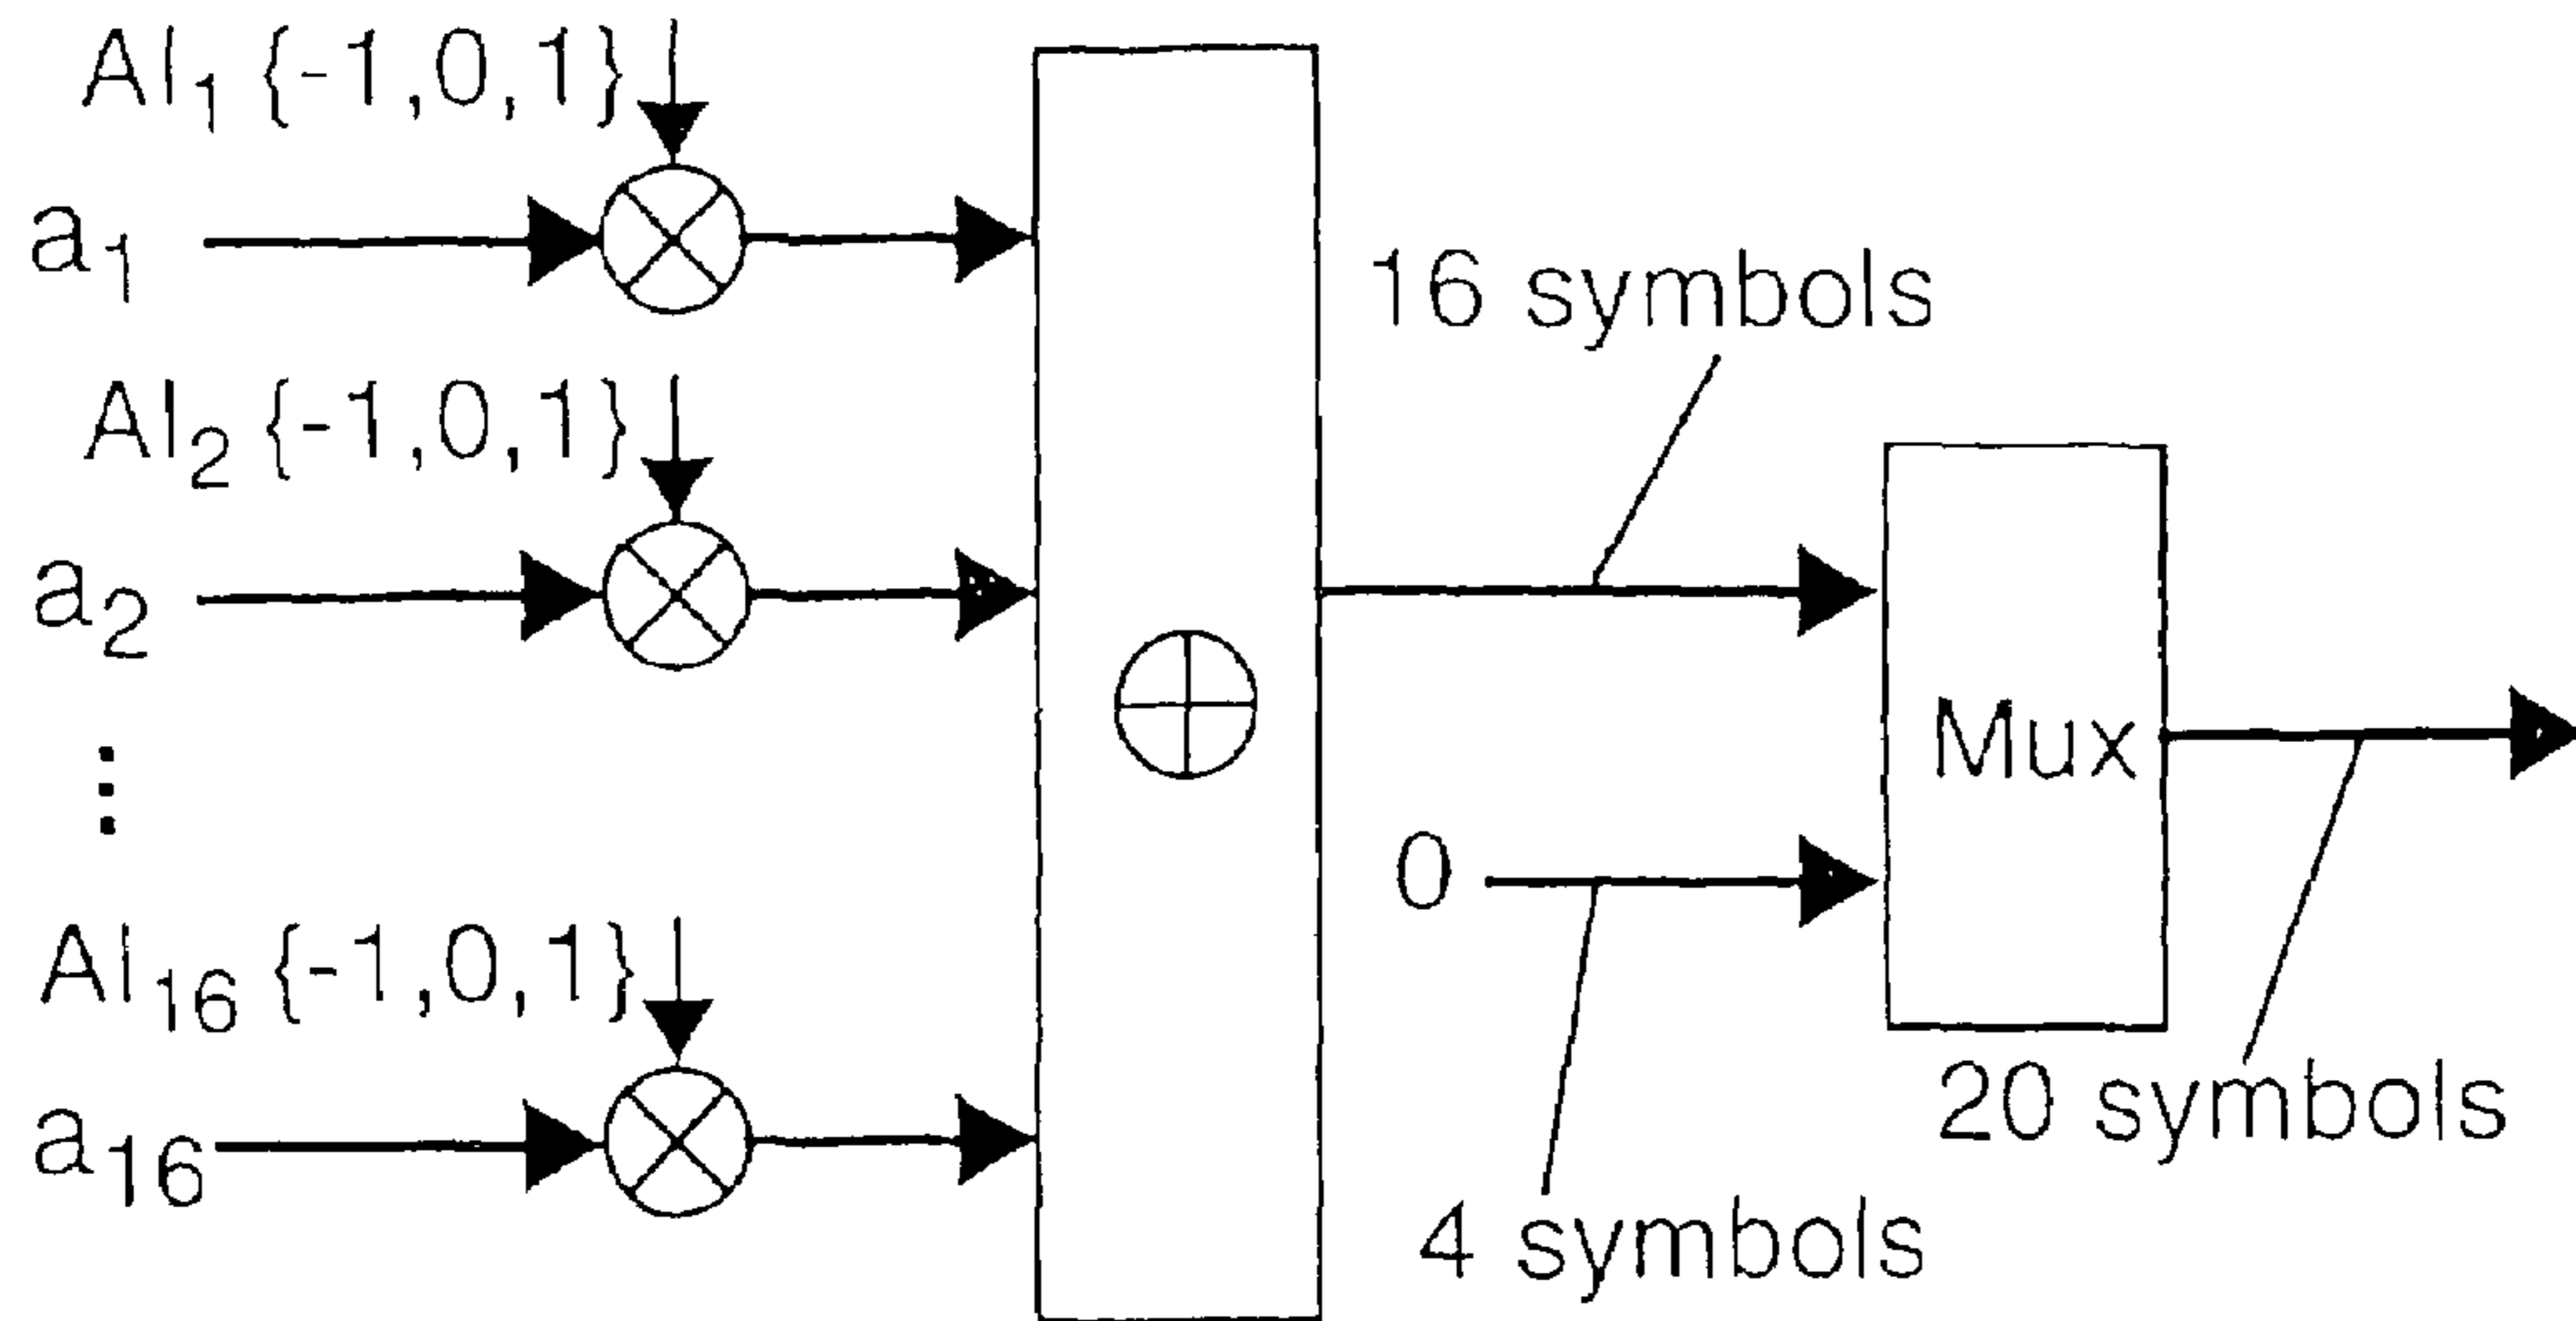 AI₁ {-1,0,1}
a₁
AI₂ {-1,0,1}
a₂
⋮
AI₁₆ {-1,0,1}
a₁₆
16 symbols
0
4 symbols
Mux
20 symbols